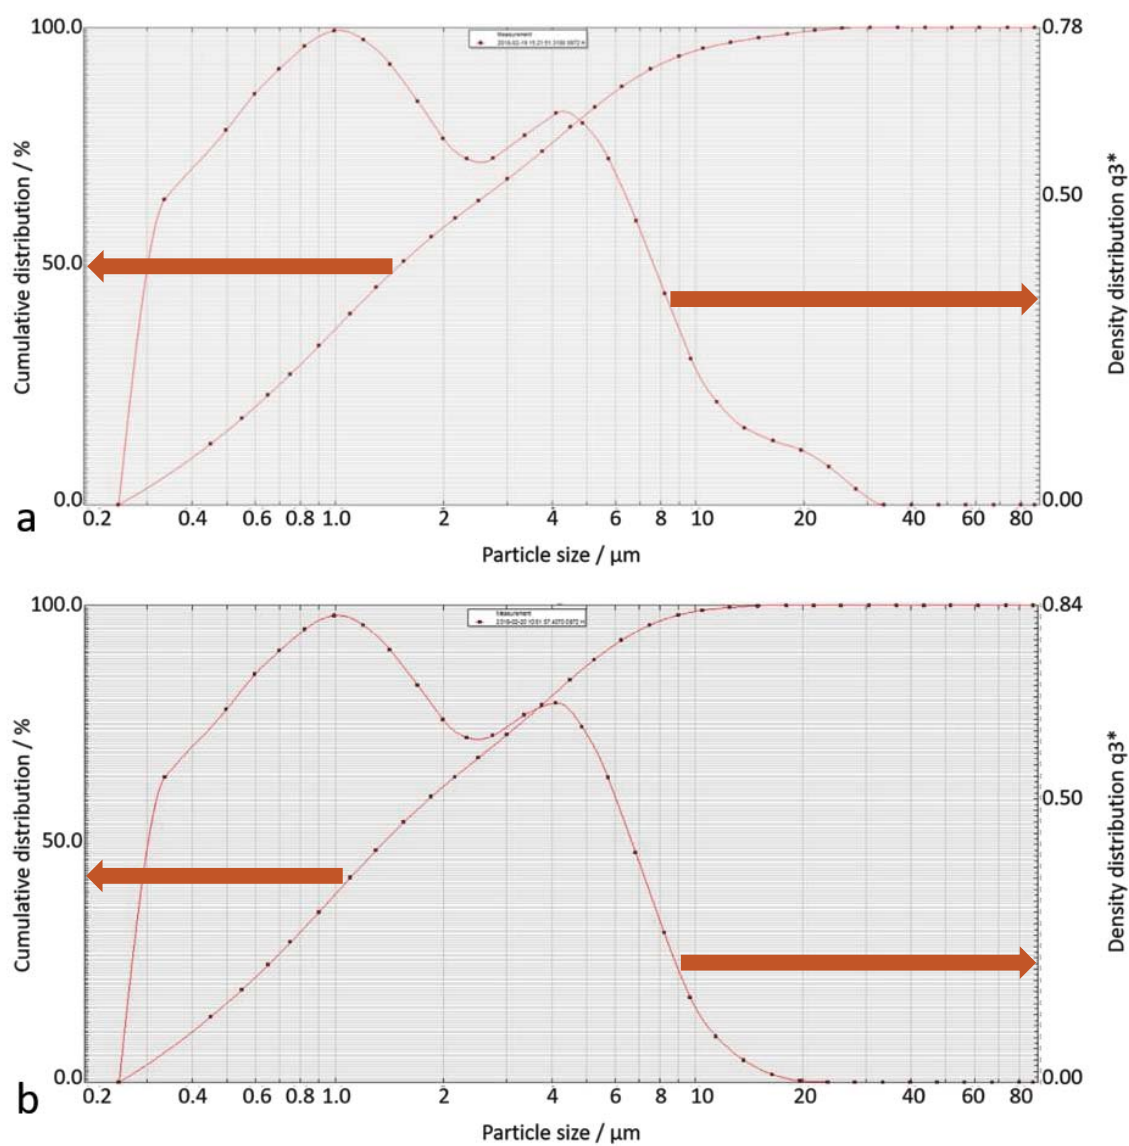 100.0
0.78
Measurement
Cumulative distribution / %
Density distribution q3*
0.50
50.0
0.0
0.00
a
0.2 0.4 0.6 0.8 1.0 2 4 6 8 10 20 40 60 80
Particle size / µm
100.0
0.84
Measurement
Cumulative distribution / %
Density distribution q3*
0.50
50.0
0.0
0.00
b
0.2 0.4 0.6 0.8 1.0 2 4 6 8 10 20 40 60 80
Particle size / µm